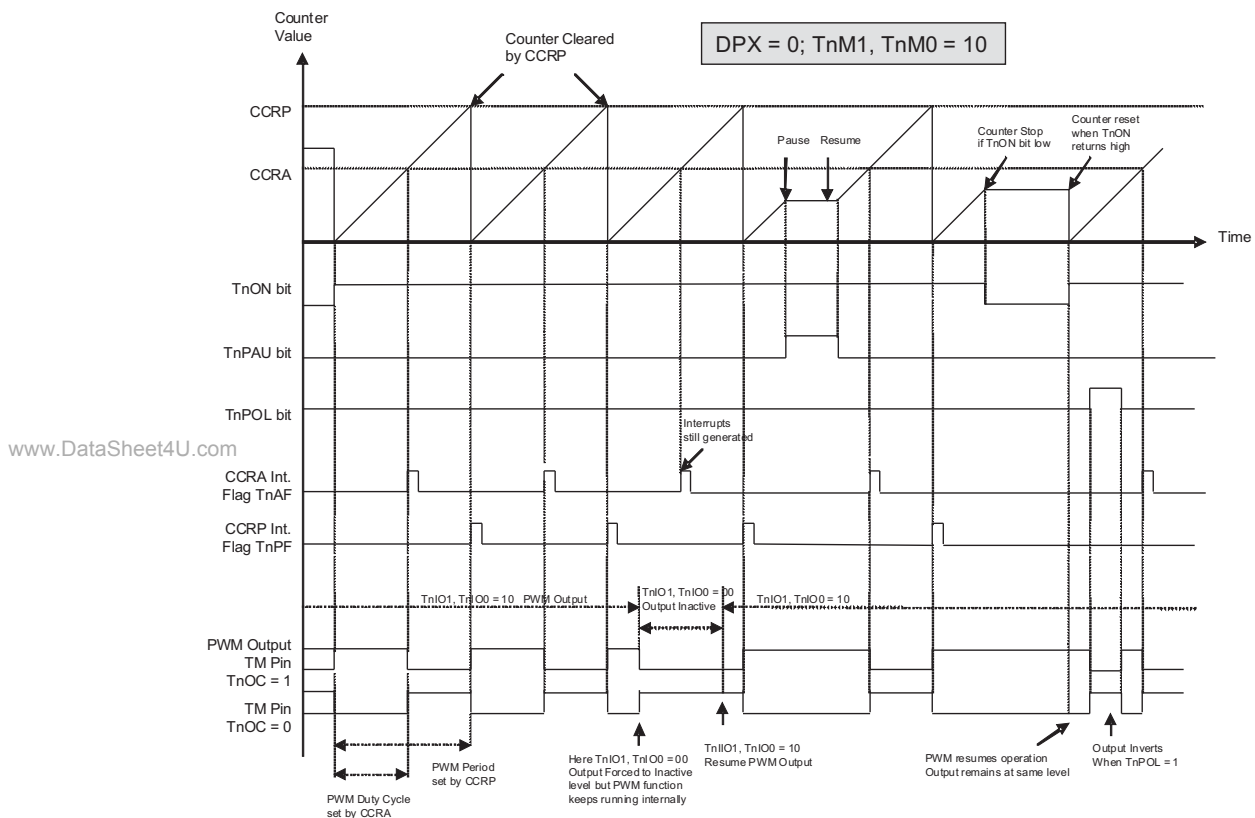 Counter
Value
Counter Cleared
by CCRP
DPX = 0; TnM1, TnM0 = 10
CCRP
CCRA
Pause
Resume
Counter Stop
if TnON bit low
Counter reset
when TnON
returns high
Time
TnON bit
TnPAU bit
TnPOL bit
www.DataSheet4U.com
Interrupts
still generated
CCRA Int.
Flag TnAF
CCRP Int.
Flag TnPF
TnIO1, TnIO0 = 10 PWM Output
TnIO1, TnIO0 = 00
Output Inactive
TnIO1, TnIO0 = 10
PWM Output
TM Pin
TnOC = 1
TM Pin
TnOC = 0
PWM Period
set by CCRP
PWM Duty Cycle
set by CCRA
Here TnIO1, TnIO0 = 00
Output Forced to Inactive
level but PWM function
keeps running internally
TnIIO1, TnIO0 = 10
Resume PWM Output
PWM resumes operation
Output remains at same level
Output Inverts
When TnPOL = 1